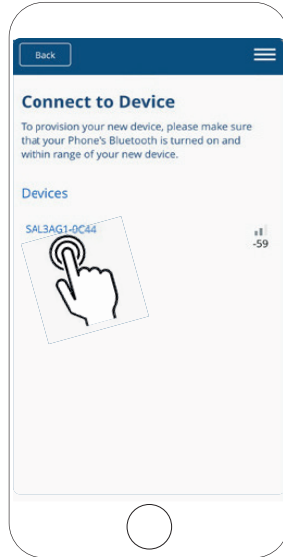 Back
Connect to Device
To provision your new device, please make sure
that your Phone's Bluetooth is turned on and
within range of your new device.
Devices
SAL3AG1-0C44
-59